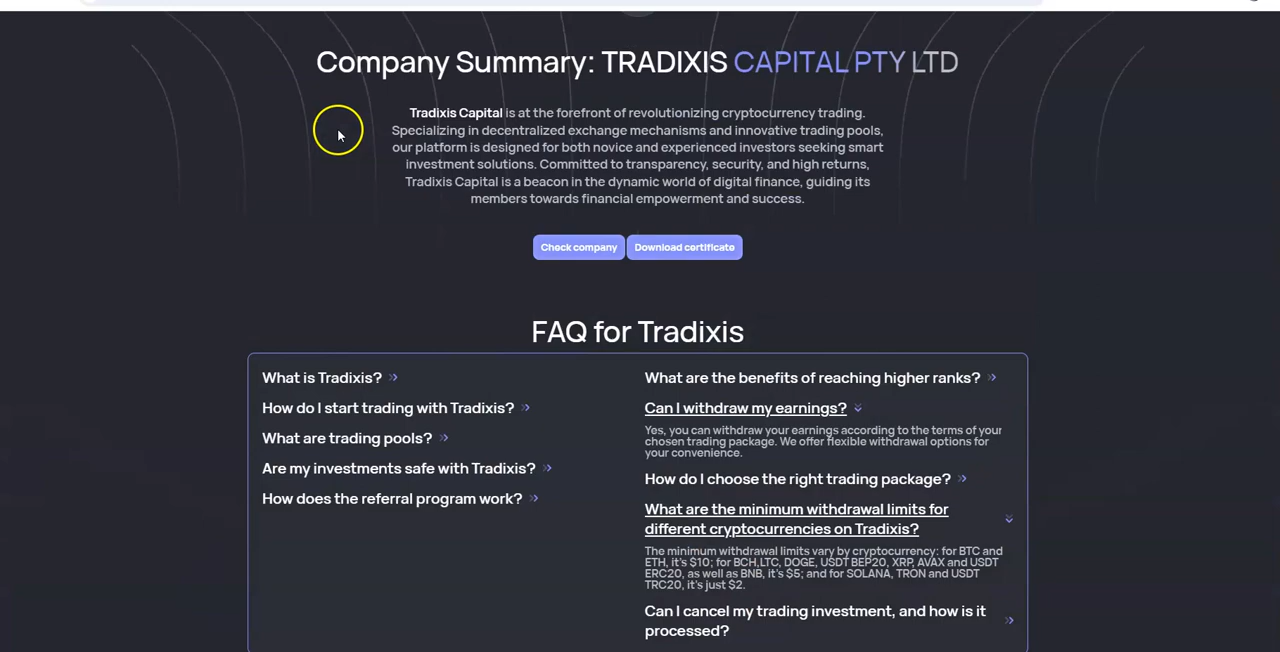 Company Summary: TRADIXIS CAPITAL PTY LTD
Tradixis Capital is at the forefront of revolutionizing cryptocurrency trading.
Specializing in decentralized exchange mechanisms and innovative trading pools,
our platform is designed for both novice and experienced investors seeking smart
investment solutions. Committed to transparency, security, and high returns,
Tradixis Capital is a beacon in the dynamic world of digital finance, guiding its
members towards financial empowerment and success.
Check company
Download certificate
FAQ for Tradixis
What is Tradixis?
How do I start trading with Tradixis?
What are trading pools?
Are my investments safe with Tradixis?
How does the referral program work?
What are the benefits of reaching higher ranks?
Can I withdraw my earnings?
Yes, you can withdraw your earnings according to the terms of your
chosen trading package. We offer flexible withdrawal options for
your convenience.
How do I choose the right trading package?
What are the minimum withdrawal limits for
different cryptocurrencies on Tradixis?
The minimum withdrawal limits vary by cryptocurrency: for BTC and
ETH, it's $10; for BCH,LTC, DOGE, USDT BEP20, XRP, AVAX and USDT
ERC20, as well as BNB, it's $5; and for SOLANA, TRON and USDT
TRC20, it's just $2.
Can I cancel my trading investment, and how is it
processed?